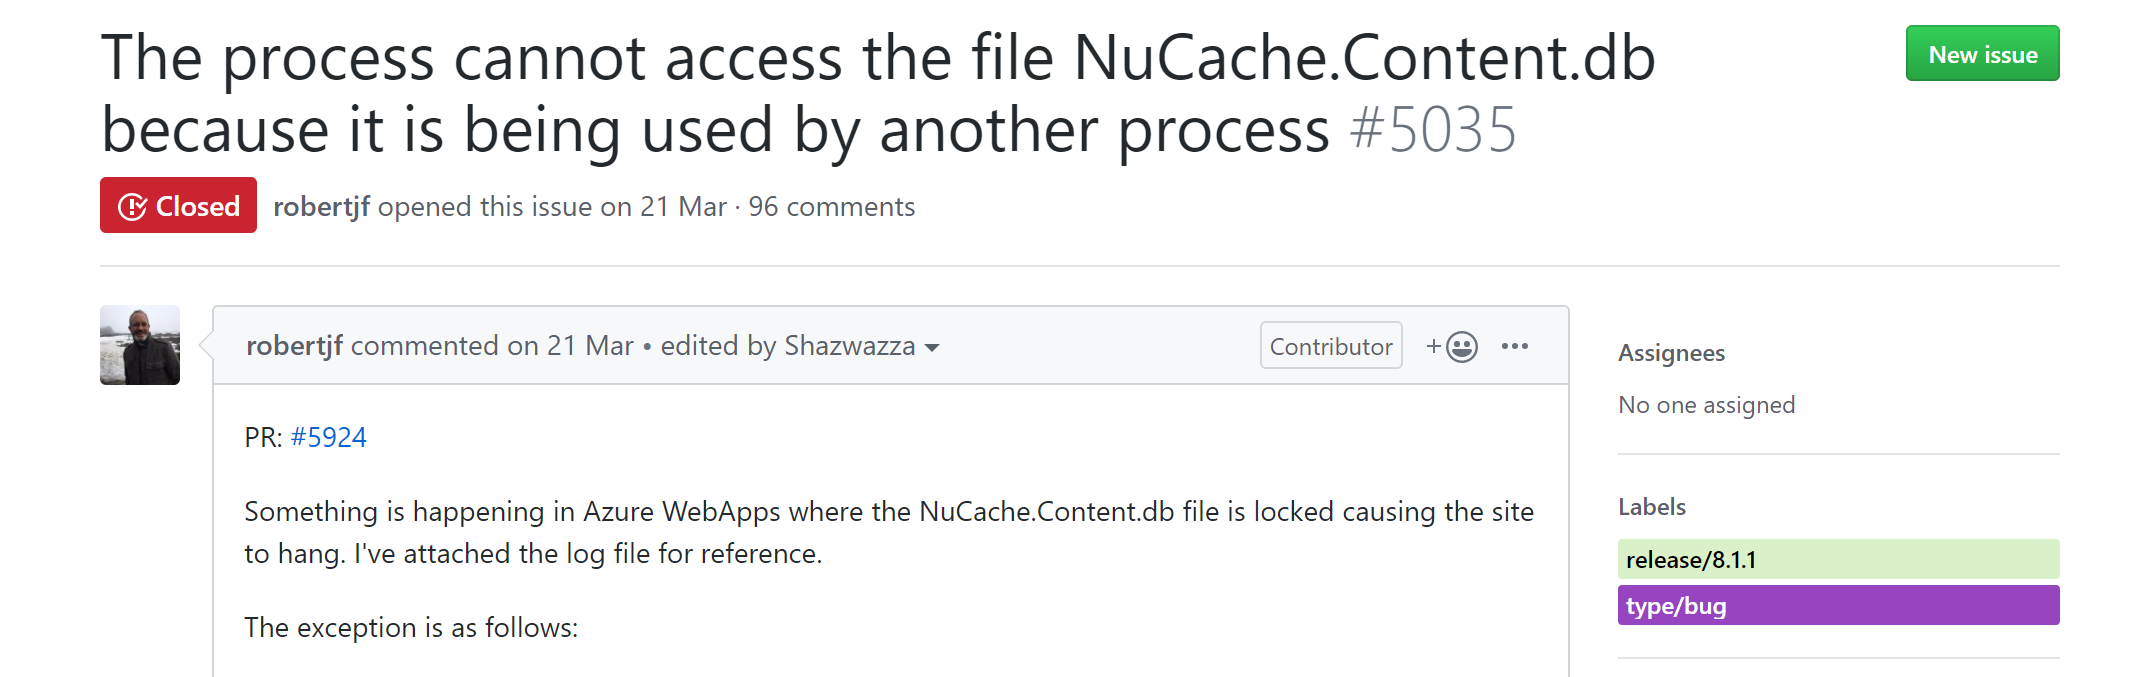 The process cannot access the file NuCache.Content.db
because it is being used by another process #5035
New issue
Closed
robertjf opened this issue on 21 Mar · 96 comments
robertjf commented on 21 Mar • edited by Shazwazza
Contributor
PR: #5924
Something is happening in Azure WebApps where the NuCache.Content.db file is locked causing the site
to hang. I've attached the log file for reference.
The exception is as follows:
Assignees
No one assigned
Labels
release/8.1.1
type/bug